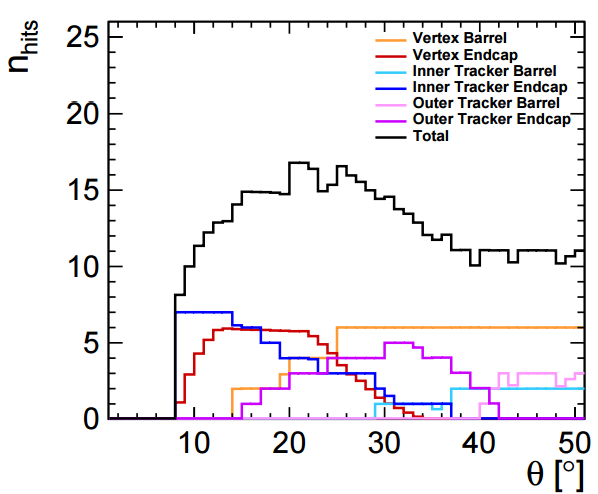 n_hits
25
20
15
10
5
0
Vertex Barrel
Vertex Endcap
Inner Tracker Barrel
Inner Tracker Endcap
Outer Tracker Barrel
Outer Tracker Endcap
Total
10 20 30 40 50
θ [°]